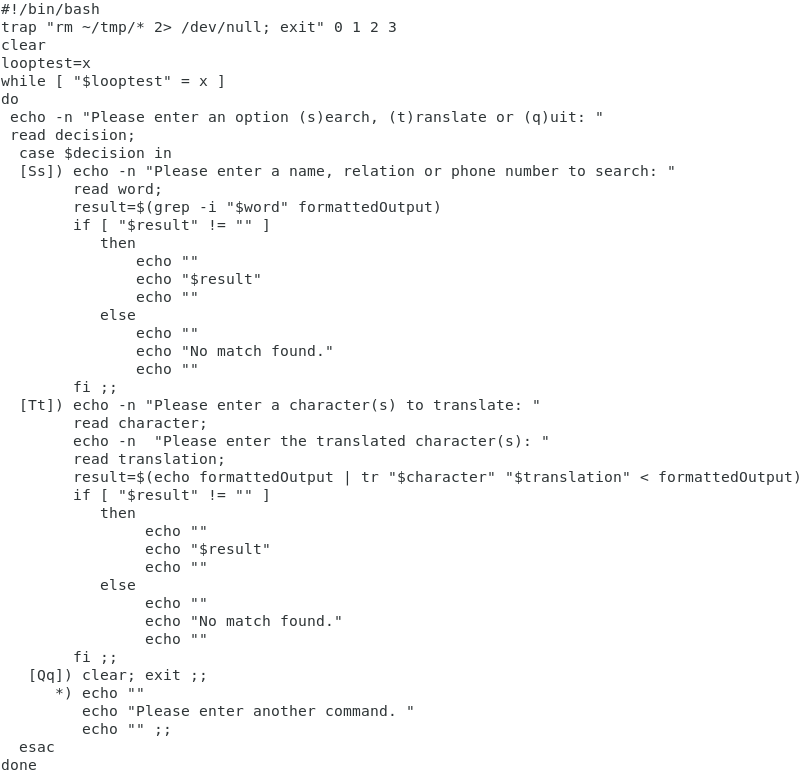 #!/bin/bash
trap "rm ~/tmp/* 2> /dev/null; exit" 0 1 2 3
clear
looptest=x
while [ "$looptest" = x ]
do
 echo -n "Please enter an option (s)earch, (t)ranslate or (q)uit: "
 read decision;
  case $decision in
  [Ss]) echo -n "Please enter a name, relation or phone number to search: "
        read word;
        result=$(grep -i "$word" formattedOutput)
        if [ "$result" != "" ]
           then
               echo ""
               echo "$result"
               echo ""
           else
               echo ""
               echo "No match found."
               echo ""
        fi ;;
  [Tt]) echo -n "Please enter a character(s) to translate: "
        read character;
        echo -n  "Please enter the translated character(s): "
        read translation;
        result=$(echo formattedOutput | tr "$character" "$translation" < formattedOutput)
        if [ "$result" != "" ]
           then
                echo ""
                echo "$result"
                echo ""
           else
                echo ""
                echo "No match found."
                echo ""
        fi ;;
   [Qq]) clear; exit ;;
      *) echo ""
         echo "Please enter another command. "
         echo "" ;;
  esac
done